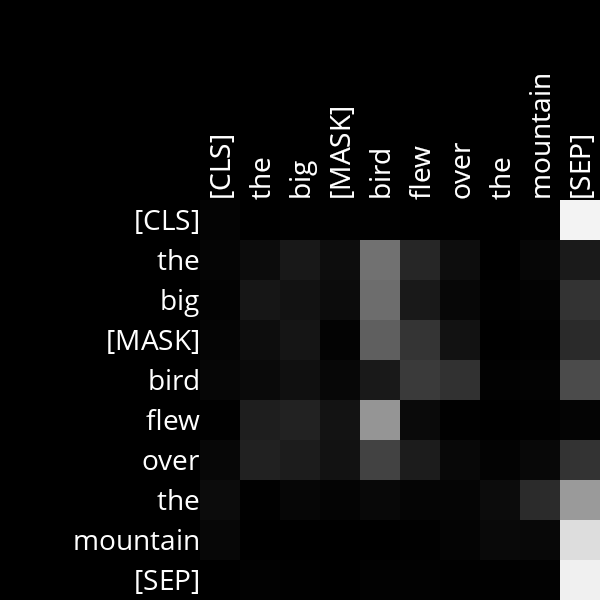 [CLS]
the
big
[MASK]
bird
flew
over
the
mountain
[SEP]
[CLS]
the
big
[MASK]
bird
flew
over
the
mountain
[SEP]